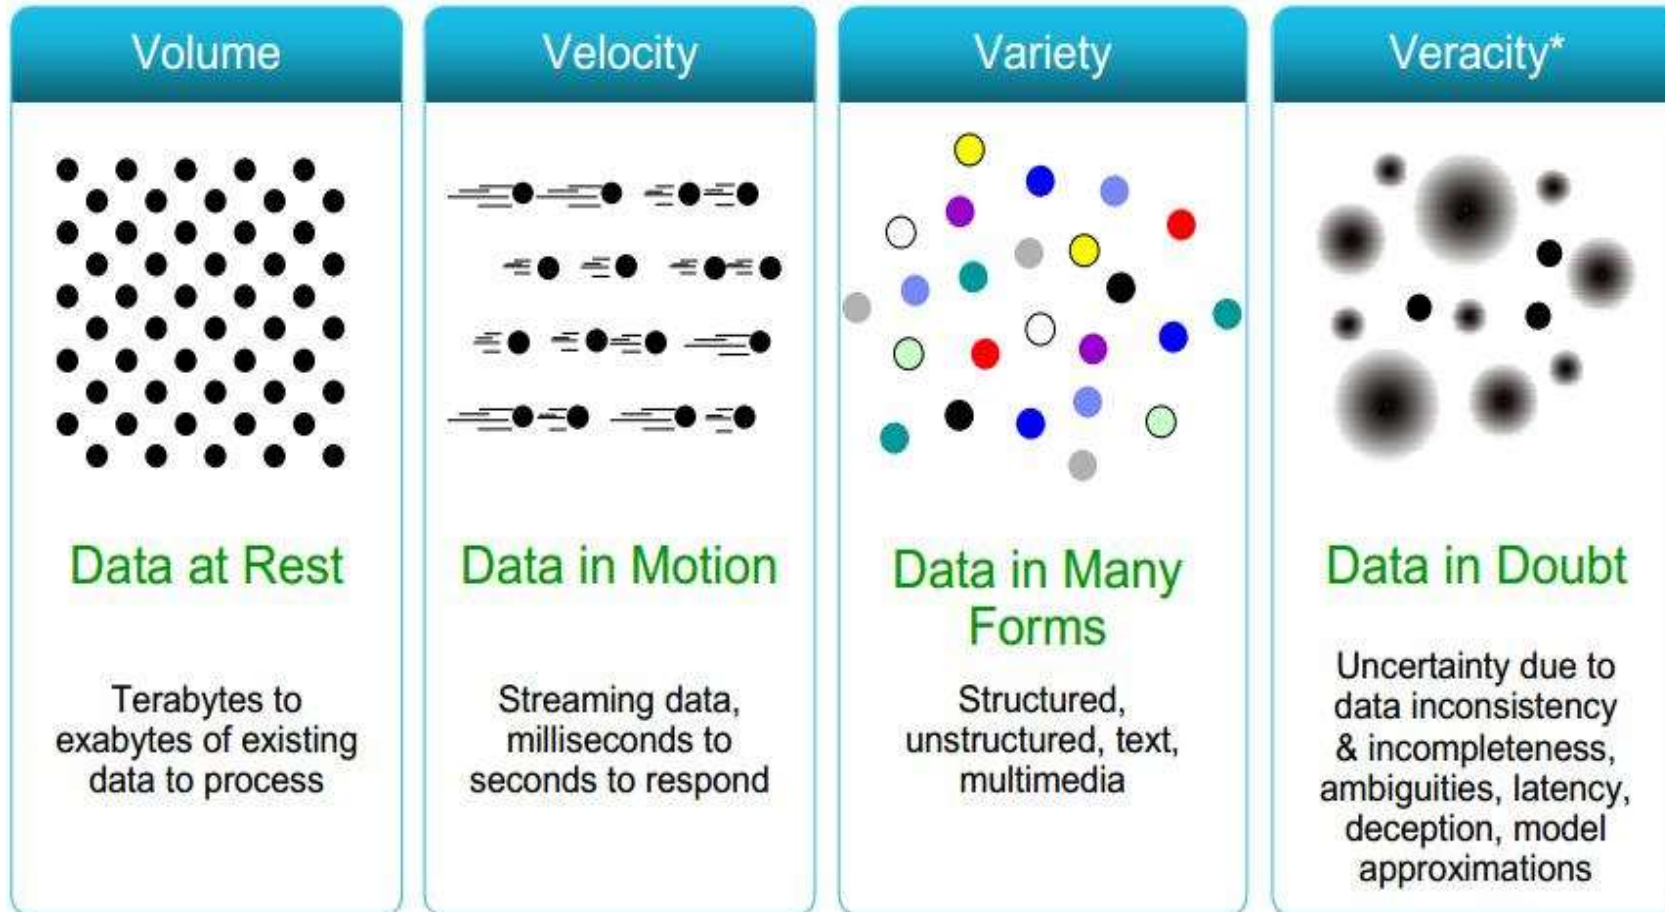 Volume
Data at Rest
Terabytes to
exabytes of existing
data to process
Velocity
Data in Motion
Streaming data,
milliseconds to
seconds to respond
Variety
Data in Many
Forms
Structured,
unstructured, text,
multimedia
Veracity*
Data in Doubt
Uncertainty due to
data inconsistency
& incompleteness,
ambiguities, latency,
deception, model
approximations